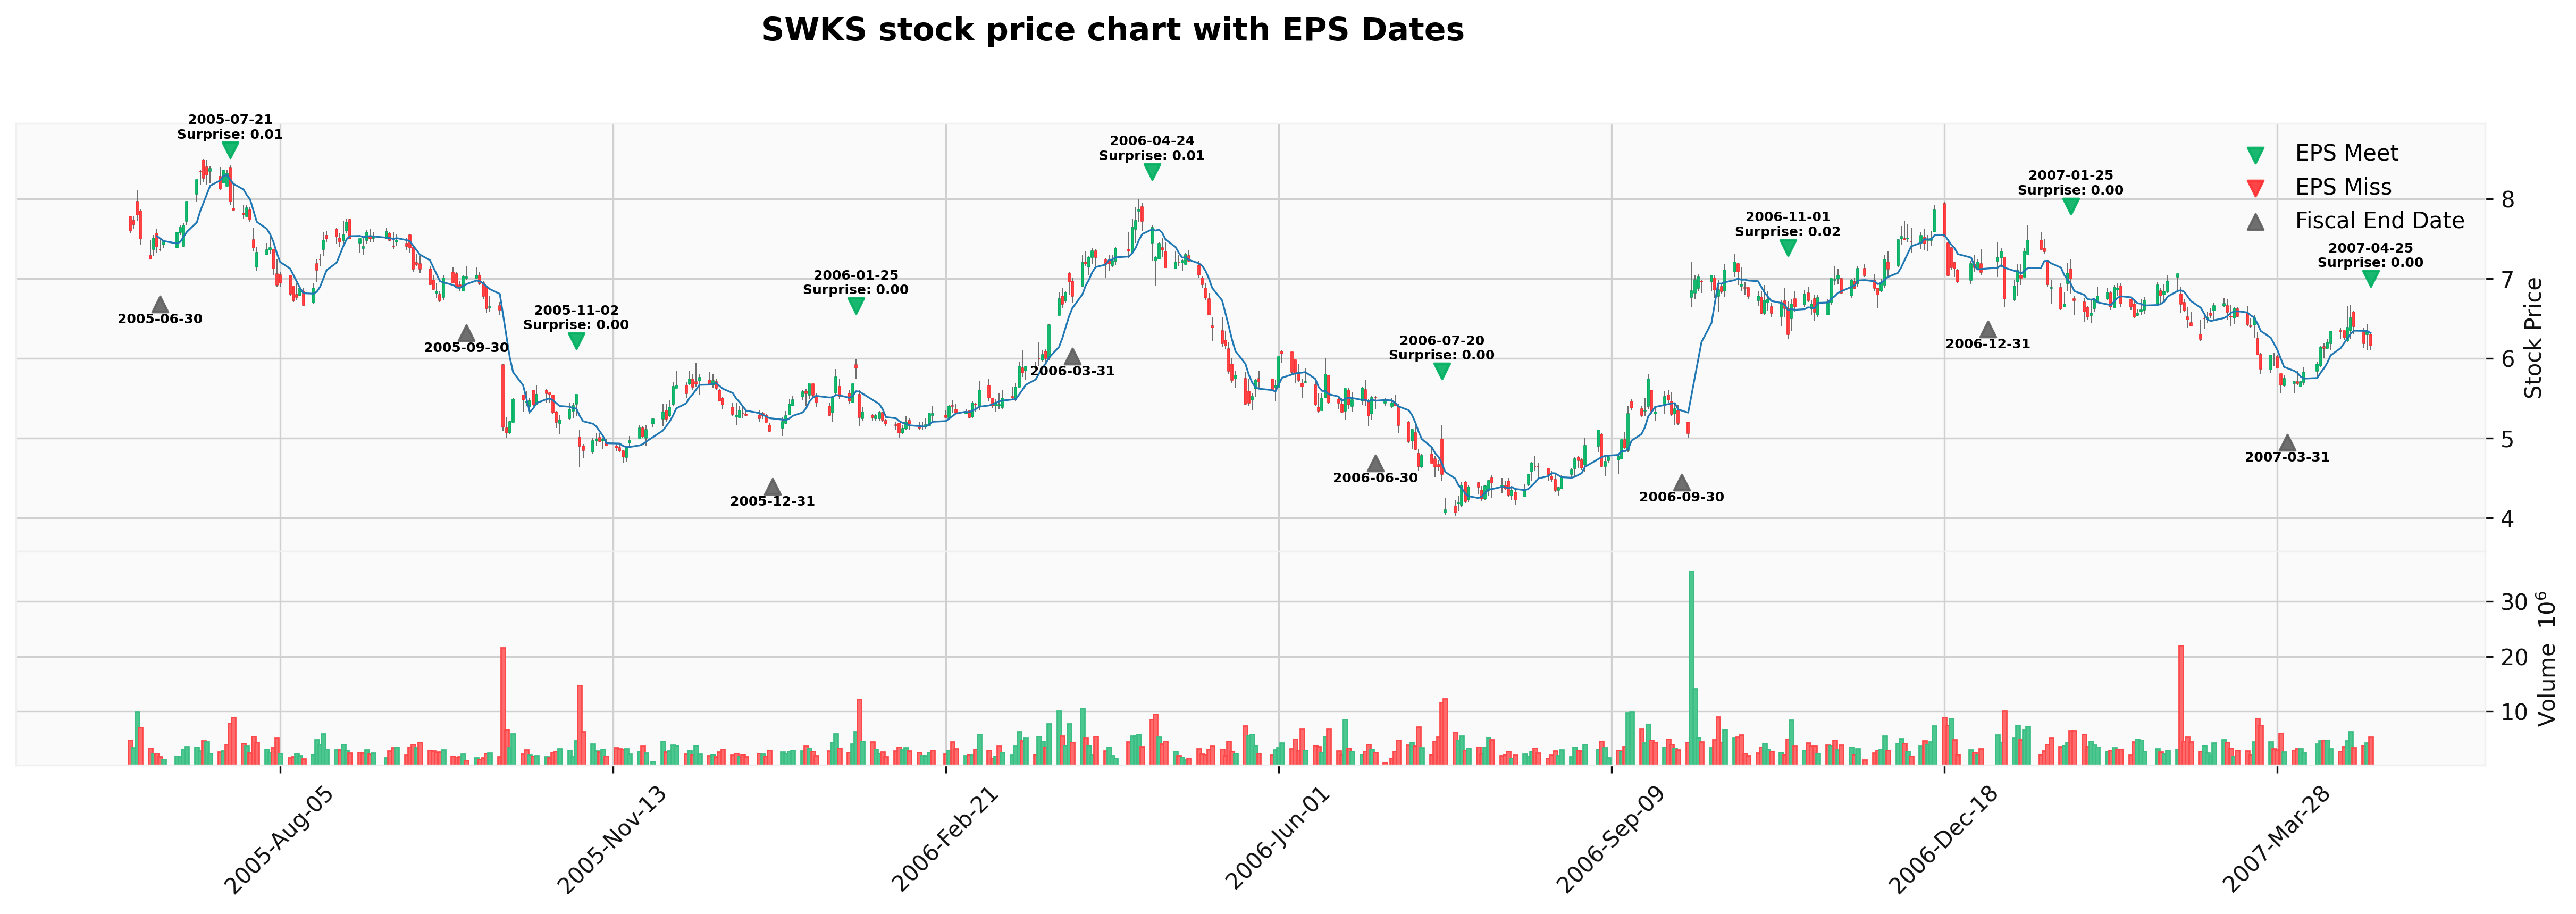 SWKS stock price chart with EPS Dates
2005-07-21
Surprise: 0.01
2005-11-02
Surprise: 0.00
2006-01-25
Surprise: 0.00
2006-04-24
Surprise: 0.01
2006-07-20
Surprise: 0.00
2006-11-01
Surprise: 0.02
2007-01-25
Surprise: 0.00
2007-04-25
Surprise: 0.00
EPS Meet
EPS Miss
Fiscal End Date
2005-06-30
2005-09-30
2005-12-31
2006-03-31
2006-06-30
2006-09-30
2006-12-31
2007-03-31
8
7
6
5
4
Stock Price
30
20
10
Volume 10⁶
2005-Aug-05
2005-Nov-13
2006-Feb-21
2006-Jun-01
2006-Sep-09
2006-Dec-18
2007-Mar-28